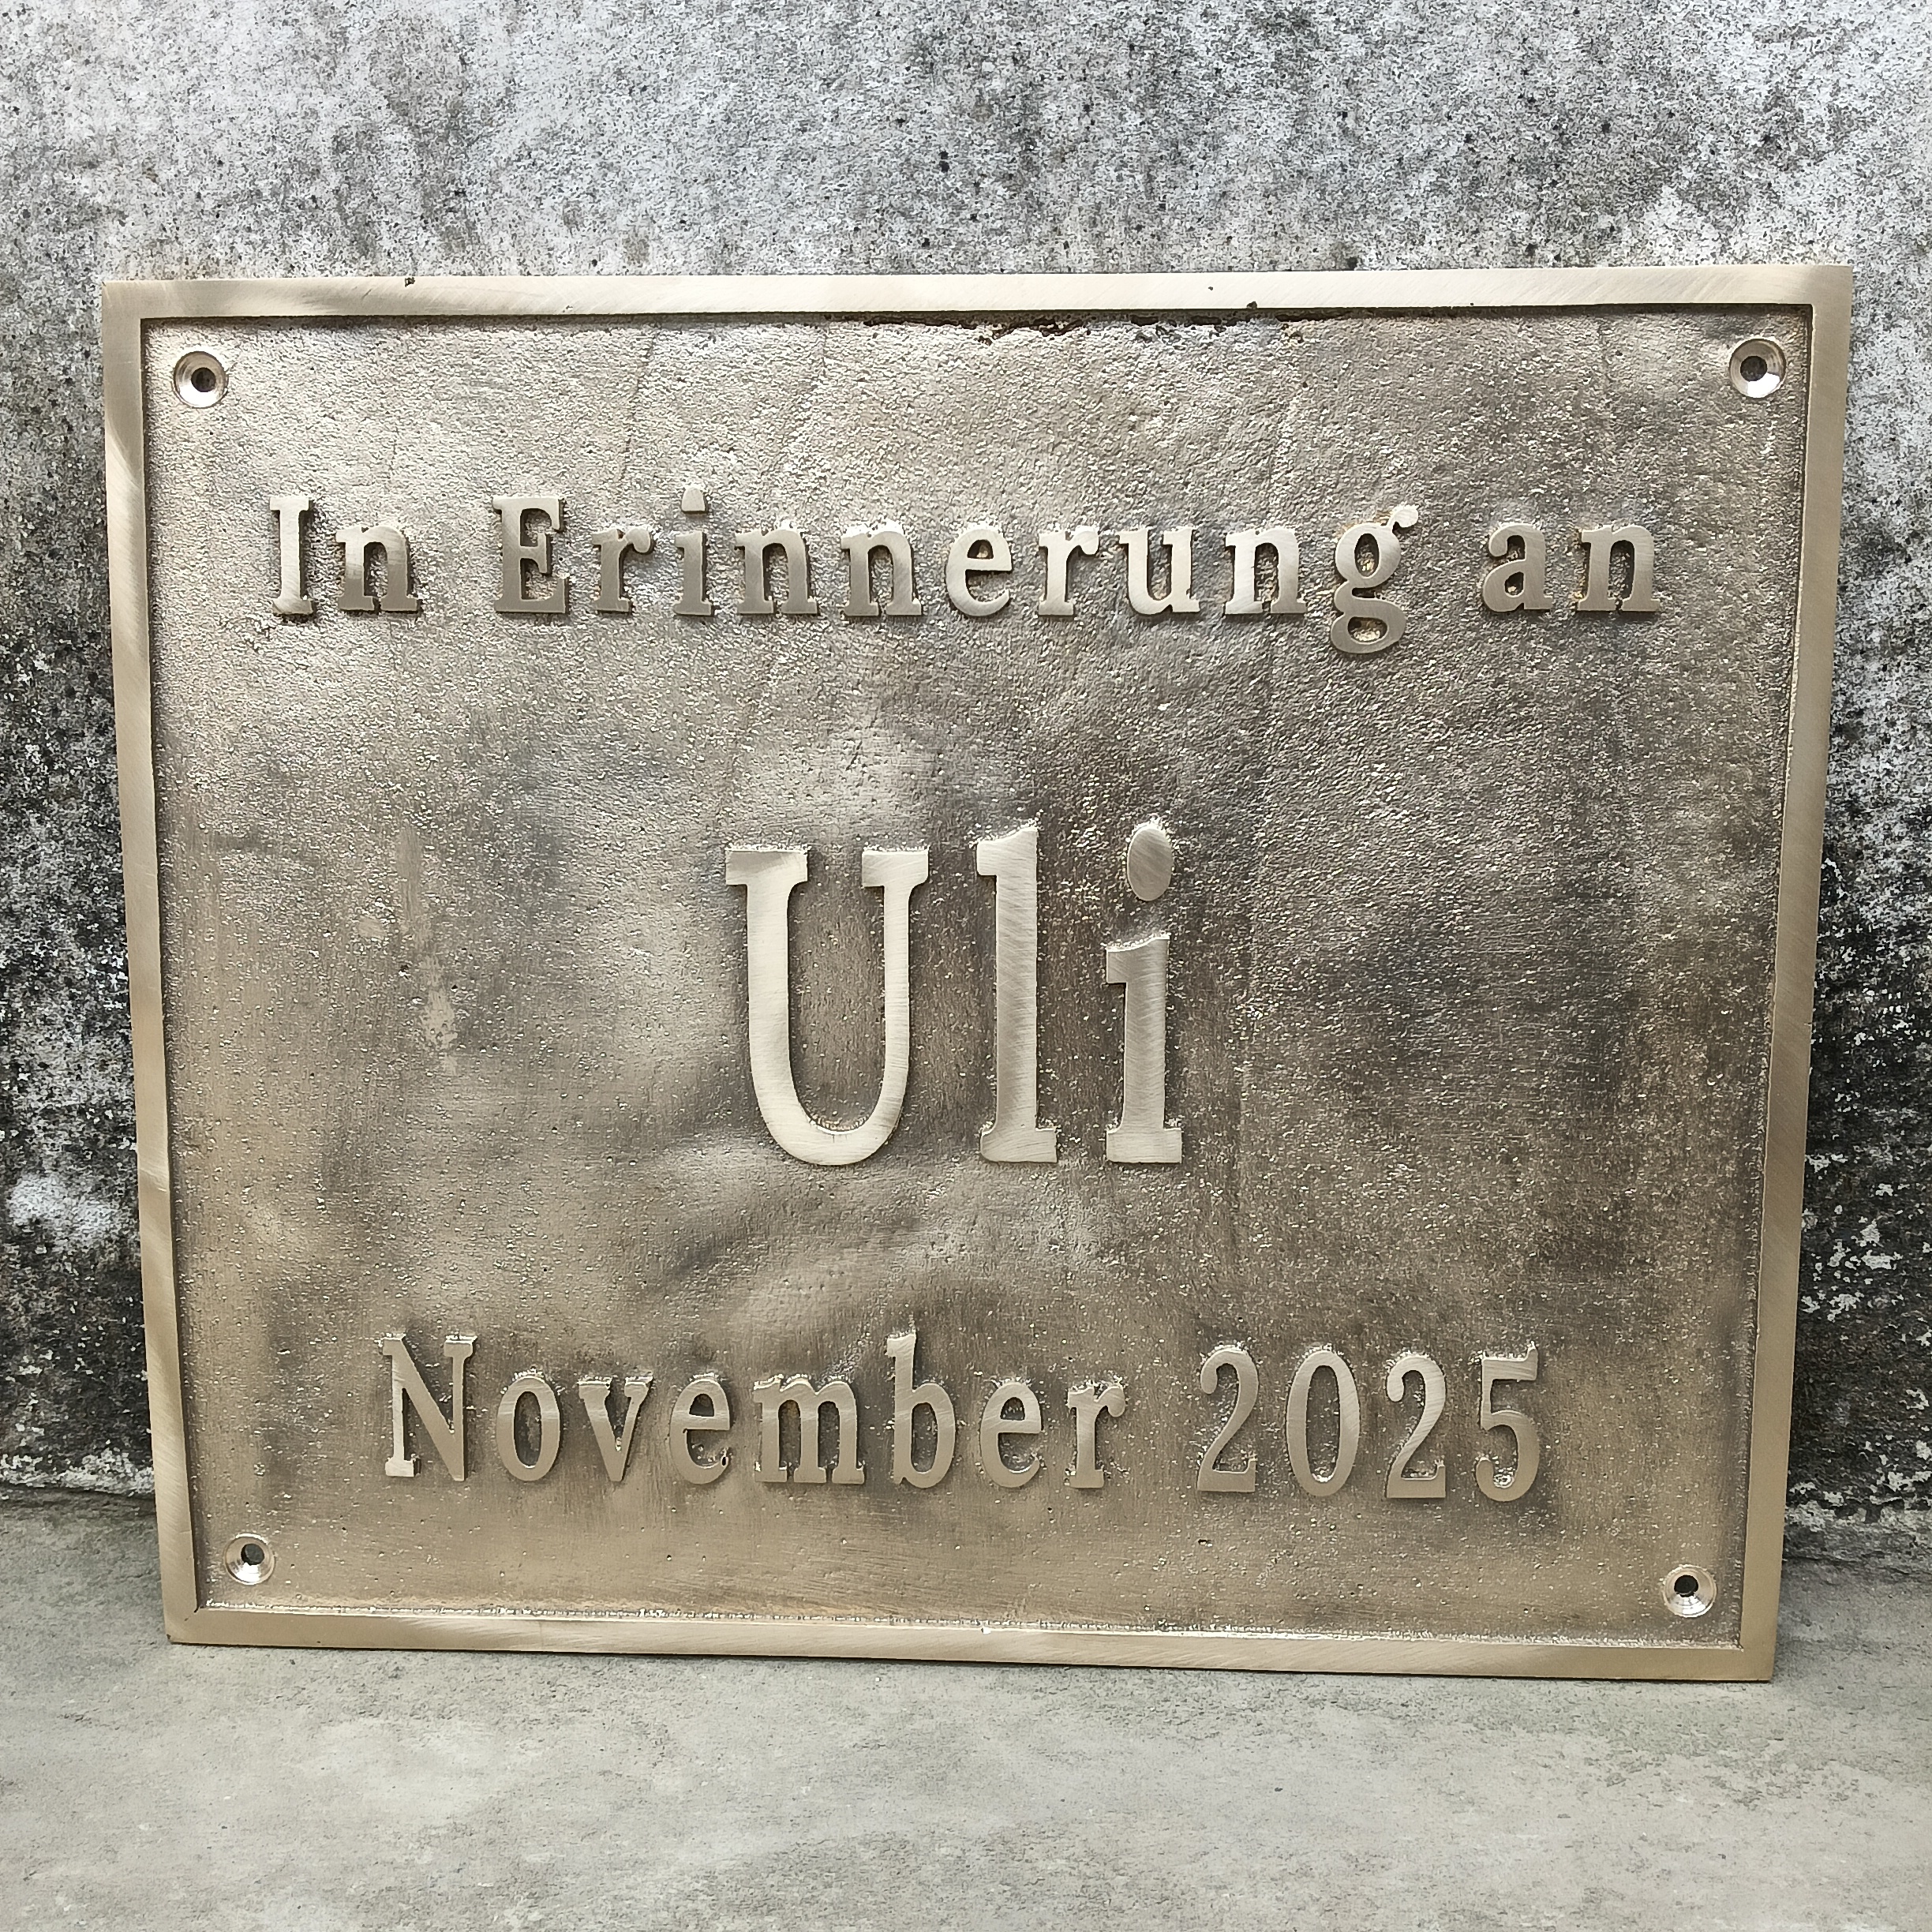 In Erinnerung an
Uli
November 2025